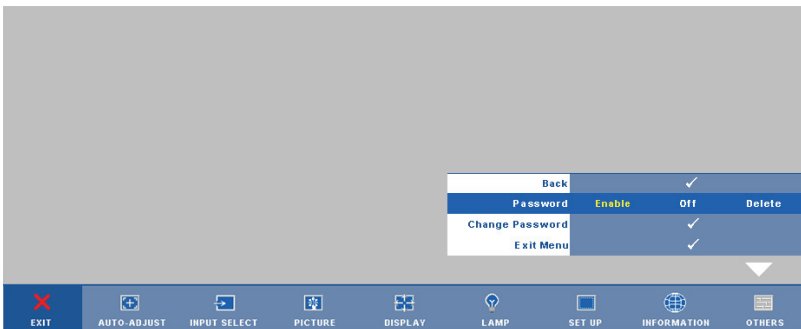 Back
Password Enable Off Delete
Change Password
Exit Menu
EXIT AUTO-ADJUST INPUT SELECT PICTURE DISPLAY LAMP SET UP INFORMATION OTHERS